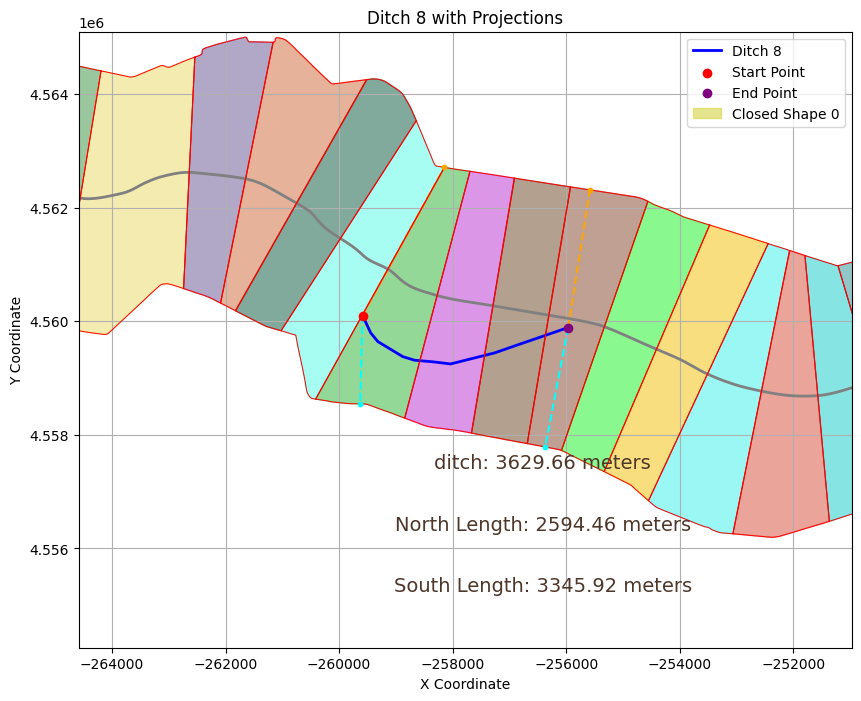 Ditch 8 with Projections
1e6
Ditch 8
Start Point
End Point
Closed Shape 0
4.564
4.562
4.560
4.558
4.556
Y Coordinate
ditch: 3629.66 meters
North Length: 2594.46 meters
South Length: 3345.92 meters
−264000 −262000 −260000 −258000 −256000 −254000 −252000
X Coordinate